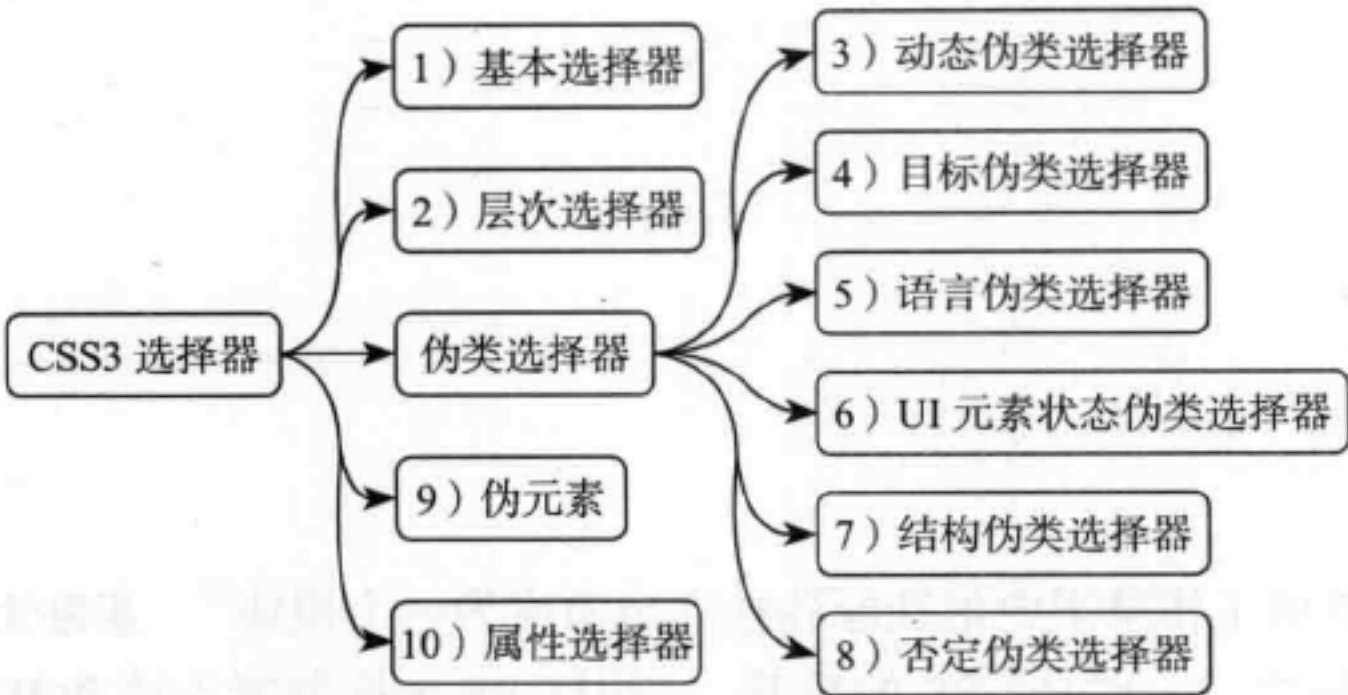 CSS3 选择器
1）基本选择器
2）层次选择器
伪类选择器
3）动态伪类选择器
4）目标伪类选择器
5）语言伪类选择器
6）UI 元素状态伪类选择器
7）结构伪类选择器
8）否定伪类选择器
9）伪元素
10）属性选择器